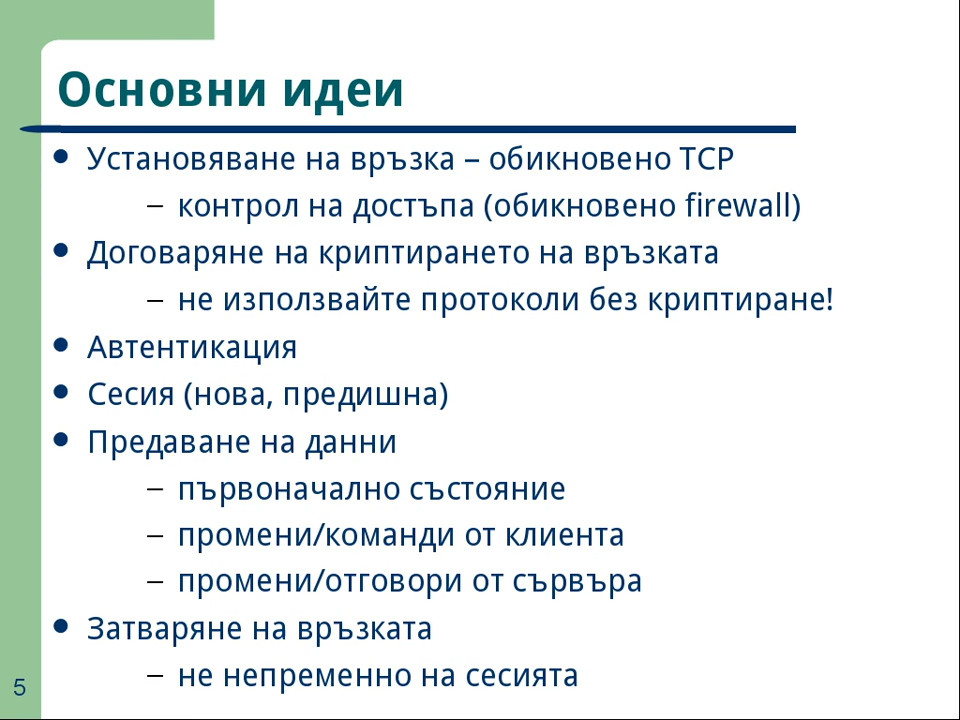 Основни идеи
• Установяване на връзка – обикновено TCP
– контрол на достъпа (обикновено firewall)
• Договаряне на криптирането на връзката
– не използвайте протоколи без криптиране!
• Автентикация
• Сесия (нова, предишна)
• Предаване на данни
– първоначално състояние
– промени/команди от клиента
– промени/отговори от сървъра
• Затваряне на връзката
– не непременно на сесията
5